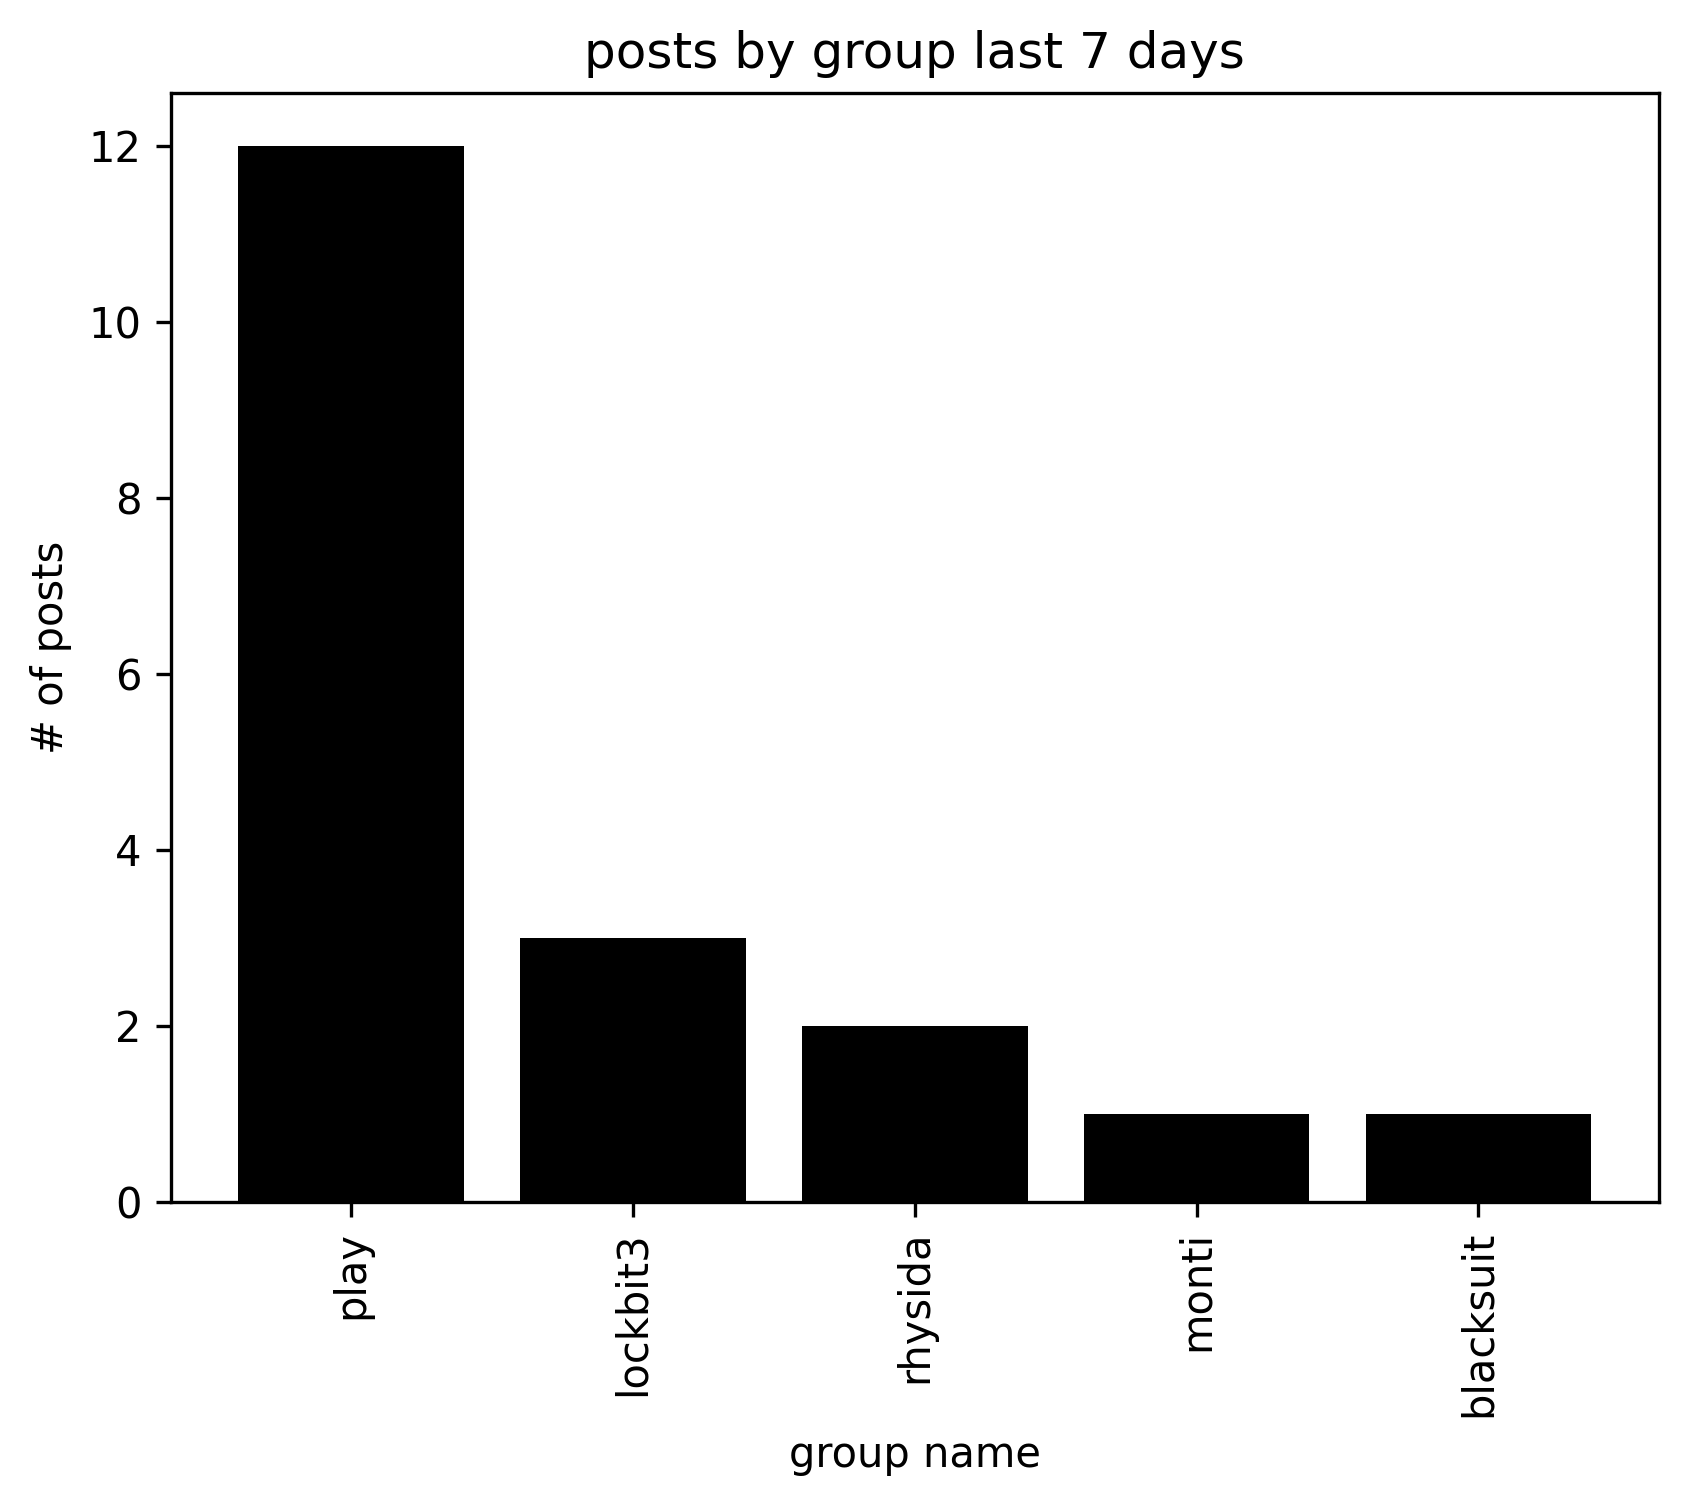 posts by group last 7 days
12
10
8
6
4
2
0
# of posts
play
lockbit3
rhysida
monti
blacksuit
group name